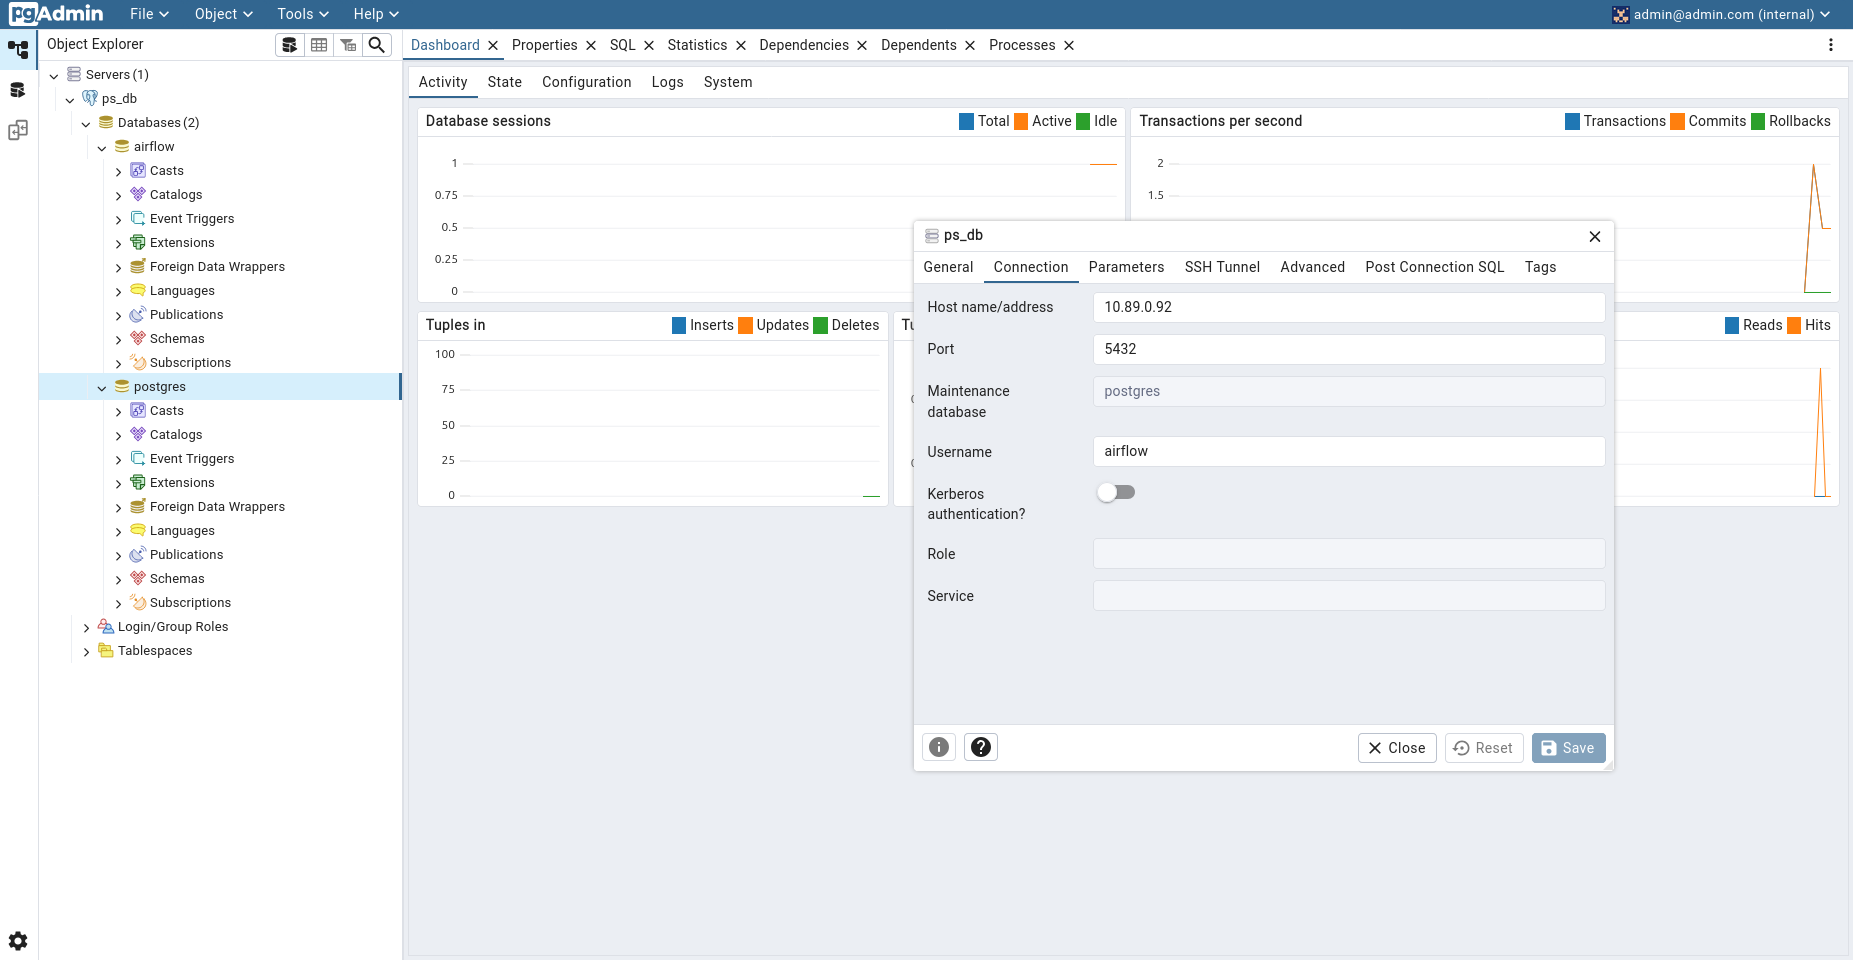 pgAdmin File Object Tools Help admin@admin.com (internal)
Object Explorer
Dashboard Properties SQL Statistics Dependencies Dependents Processes
Servers (1)
ps_db
Databases (2)
airflow
Casts
Catalogs
Event Triggers
Extensions
Foreign Data Wrappers
Languages
Publications
Schemas
Subscriptions
postgres
Casts
Catalogs
Event Triggers
Extensions
Foreign Data Wrappers
Languages
Publications
Schemas
Subscriptions
Login/Group Roles
Tablespaces
Activity State Configuration Logs System
Database sessions Total Active Idle
1
0.75
0.5
0.25
0
Transactions per second Transactions Commits Rollbacks
2
1.5
Tuples in Inserts Updates Deletes
100
75
50
25
0
Reads Hits
ps_db
General Connection Parameters SSH Tunnel Advanced Post Connection SQL Tags
Host name/address 10.89.0.92
Port 5432
Maintenance
database
postgres
Username airflow
Kerberos
authentication?
Role
Service
Close Reset Save